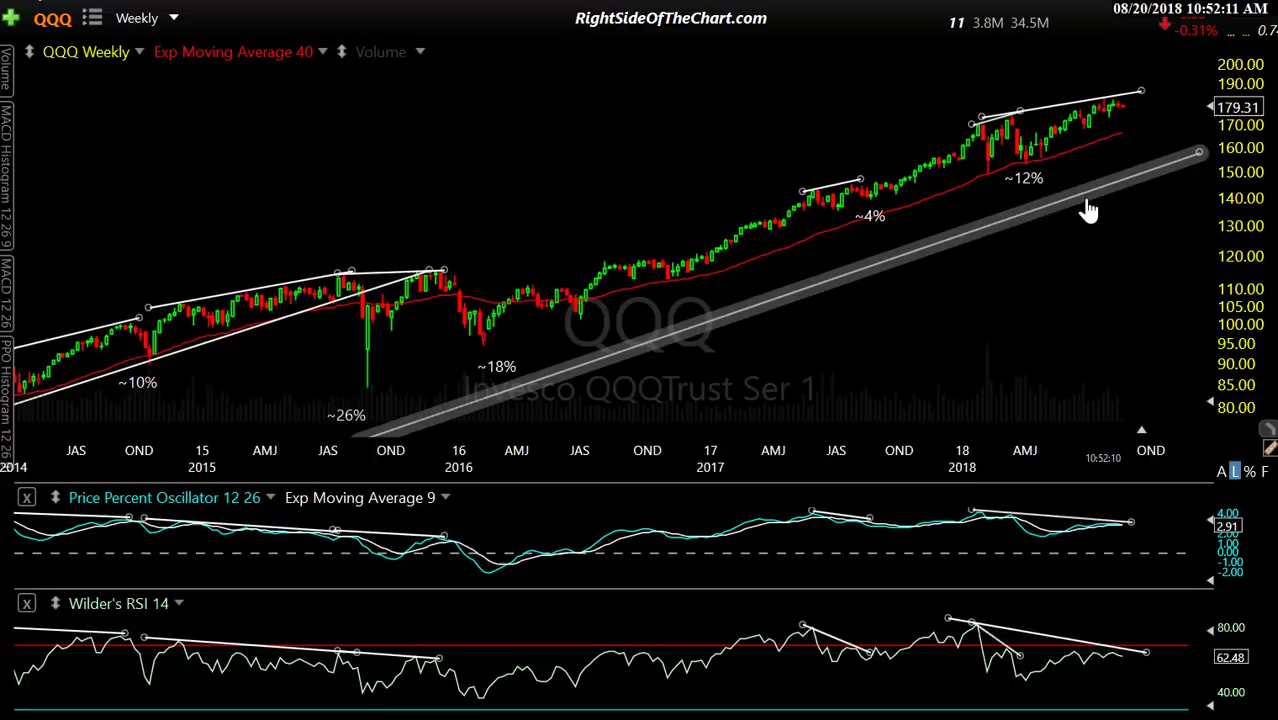 08/20/2018 10:52:11 AM
QQQ Weekly RightSideOfTheChart.com 11 3.8M 34.5M -0.31% ... ...
QQQ Weekly Exp Moving Average 40 Volume
200.00
190.00
179.31
170.00
160.00
150.00
140.00
130.00
120.00
110.00
105.00
100.00
95.00
90.00
85.00
80.00
~12%
~4%
~18%
~10%
~26%
QQQ
Invesco QQQTrust Ser 1
Volume
MACD Histogram 12 26 9
MACD 12 26
PPO Histogram 12 26
JAS OND 15 AMJ JAS OND 16 AMJ JAS OND 17 AMJ JAS OND 18 AMJ 10:52:10 OND
2014 2015 2016 2017 2018
A L % F
X Price Percent Oscillator 12 26 Exp Moving Average 9
4.00
2.91
2.00
1.00
0.00
-1.00
-2.00
X Wilder's RSI 14
80.00
62.48
40.00